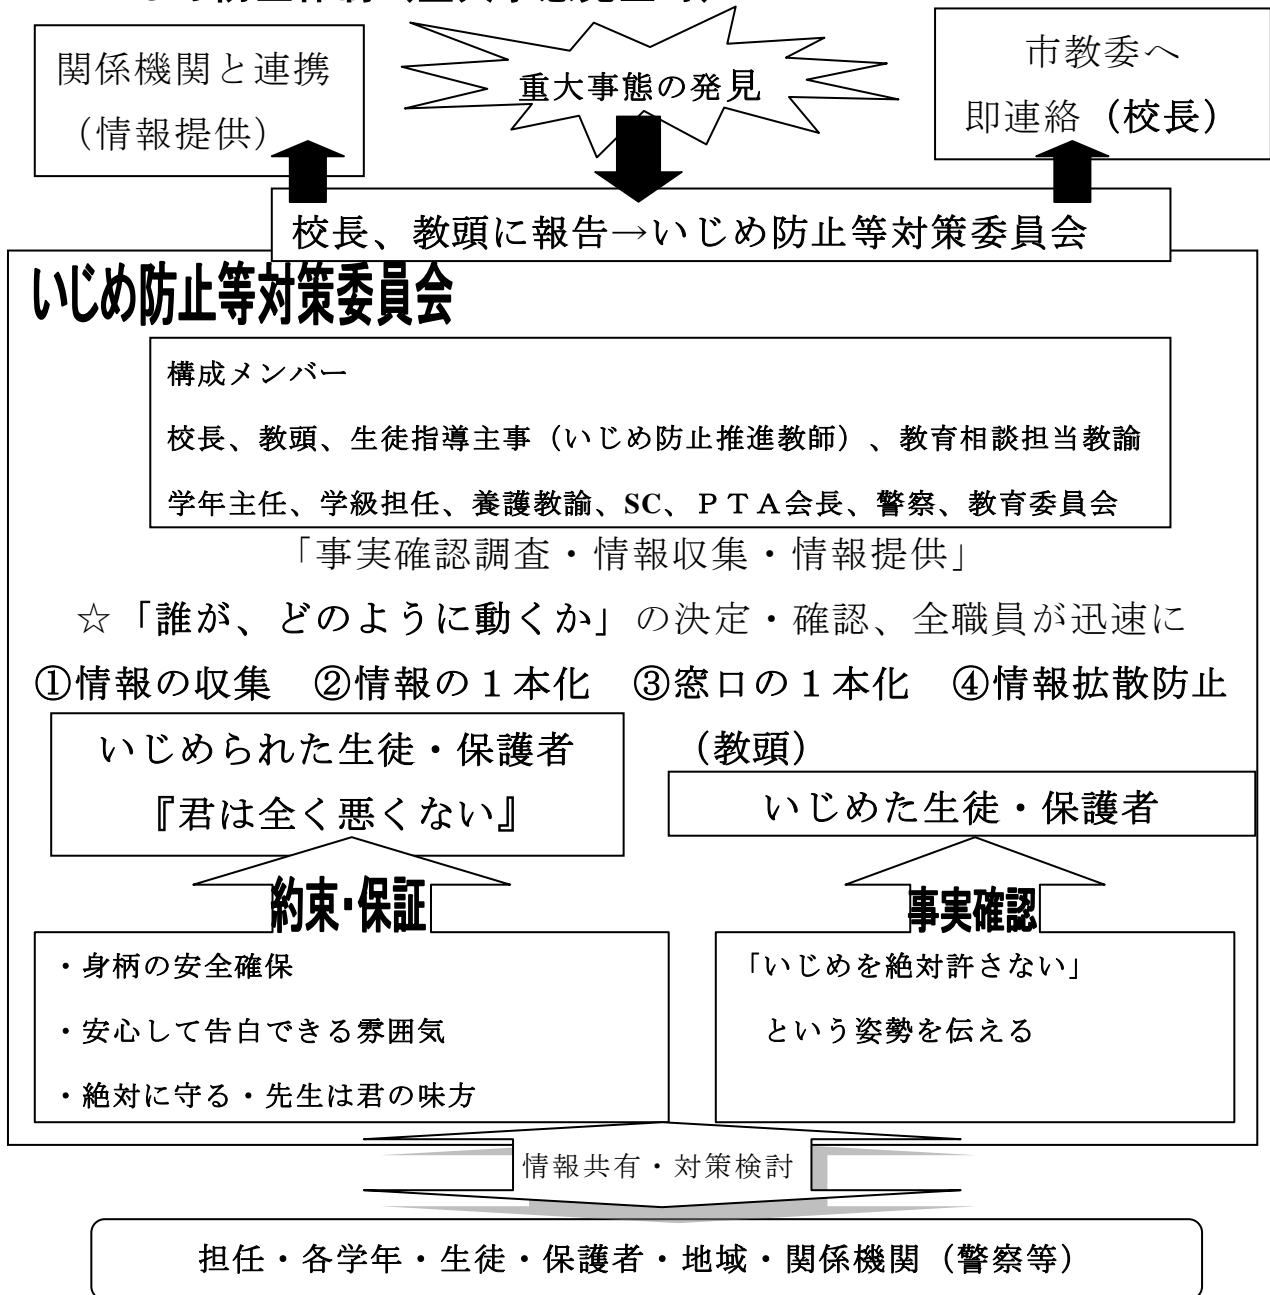 関係機関と連携
（情報提供）
重大事態の発見
市教委へ
即連絡（校長）
校長、教頭に報告→いじめ防止等対策委員会
いじめ防止等対策委員会
構成メンバー
校長、教頭、生徒指導主事（いじめ防止推進教師）、教育相談担当教諭
学年主任、学級担任、養護教諭、SC、ＰＴＡ会長、警察、教育委員会
「事実確認調査・情報収集・情報提供」
☆「誰が、どのように動くか」の決定・確認、全職員が迅速に
①情報の収集　②情報の１本化　③窓口の１本化　④情報拡散防止
（教頭）
いじめられた生徒・保護者
『君は全く悪くない』
いじめた生徒・保護者
約束・保証
事実確認
・身柄の安全確保
・安心して告白できる雰囲気
・絶対に守る・先生は君の味方
「いじめを絶対許さない」
という姿勢を伝える
情報共有・対策検討
担任・各学年・生徒・保護者・地域・関係機関（警察等）